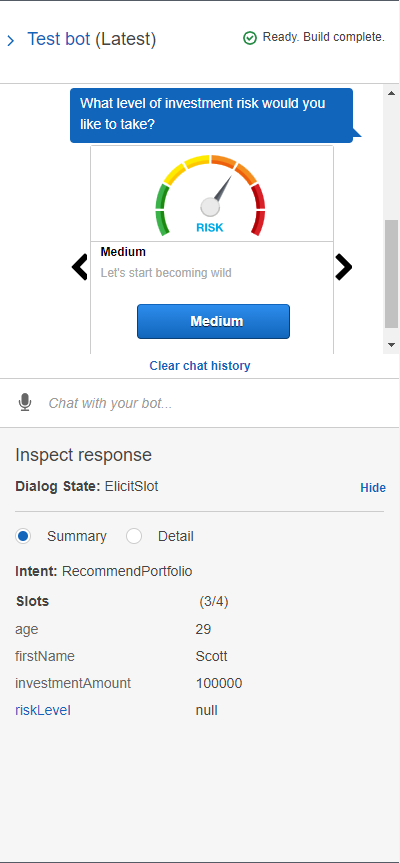 Test bot (Latest)
Ready. Build complete.
What level of investment risk would you
like to take?
RISK
Medium
Let's start becoming wild
Medium
Clear chat history
Chat with your bot...
Inspect response
Dialog State: ElicitSlot
Hide
Summary Detail
Intent: RecommendPortfolio
Slots (3/4)
age 29
firstName Scott
investmentAmount 100000
riskLevel null